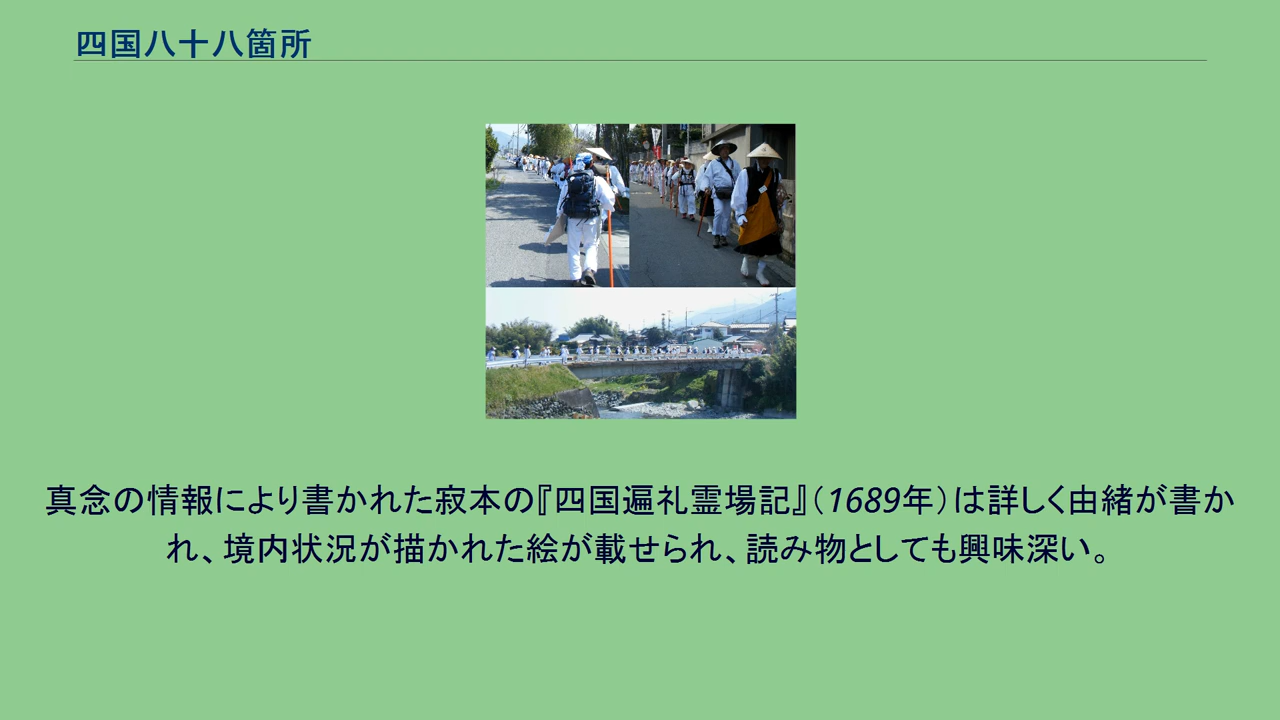 四国八十八箇所
真念の情報により書かれた寂本の『四国遍礼霊場記』（1689年）は詳しく由緒が書か
れ、境内状況が描かれた絵が載せられ、読み物としても興味深い。